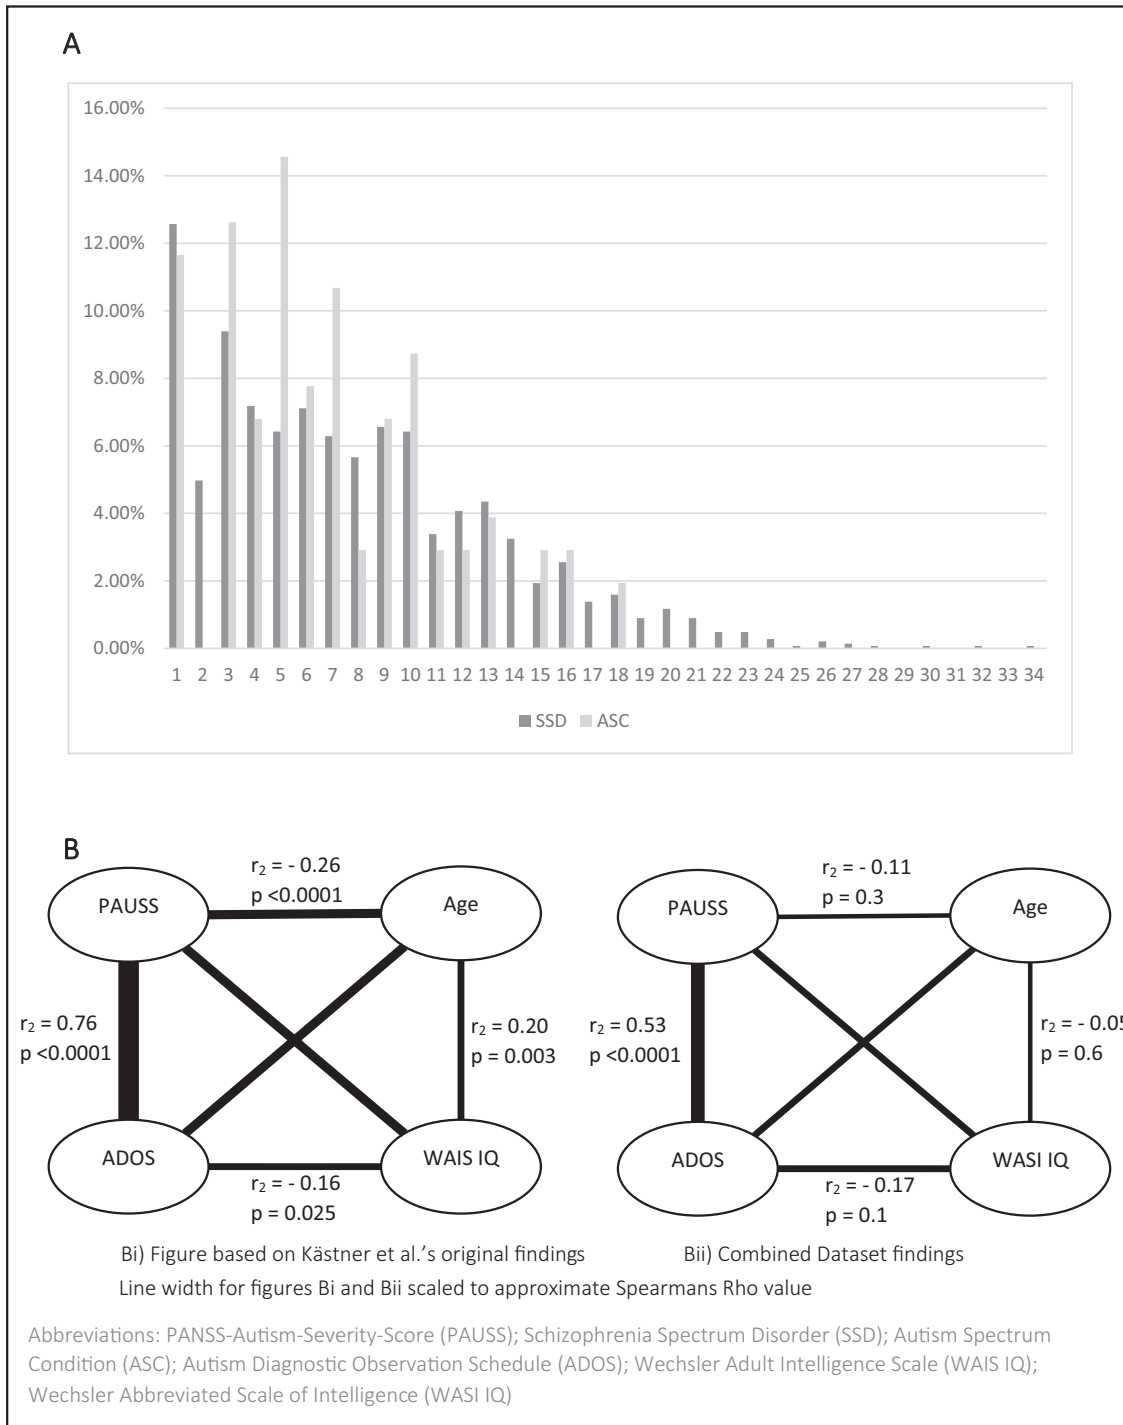 A
16.00%
14.00%
12.00%
10.00%
8.00%
6.00%
4.00%
2.00%
0.00%
1 2 3 4 5 6 7 8 9 10 11 12 13 14 15 16 17 18 19 20 21 22 23 24 25 26 27 28 29 30 31 32 33 34
SSD ASC
B
r₂ = - 0.26
p <0.0001
PAUSS
Age
r₂ = 0.76
p <0.0001
r₂ = 0.20
p = 0.003
ADOS
WAIS IQ
r₂ = - 0.16
p = 0.025
Bi) Figure based on Kästner et al.’s original findings
r₂ = - 0.11
p = 0.3
PAUSS
Age
r₂ = 0.53
p <0.0001
r₂ = - 0.05
p = 0.6
ADOS
WASI IQ
r₂ = - 0.17
p = 0.1
Bii) Combined Dataset findings
Line width for figures Bi and Bii scaled to approximate Spearmans Rho value
Abbreviations: PANSS-Autism-Severity-Score (PAUSS); Schizophrenia Spectrum Disorder (SSD); Autism Spectrum
Condition (ASC); Autism Diagnostic Observation Schedule (ADOS); Wechsler Adult Intelligence Scale (WAIS IQ);
Wechsler Abbreviated Scale of Intelligence (WASI IQ)